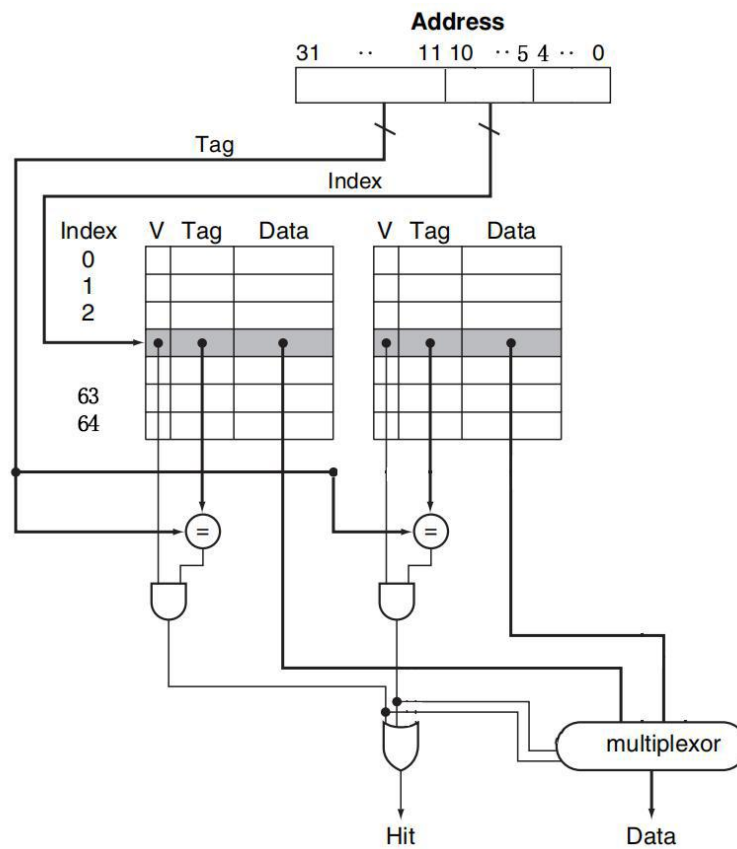 Address
31 ·· 11 10 ·· 5 4 ·· 0
Tag
Index
Index V Tag Data V Tag Data
0
1
2
63
64
= =
multiplexor
Hit Data